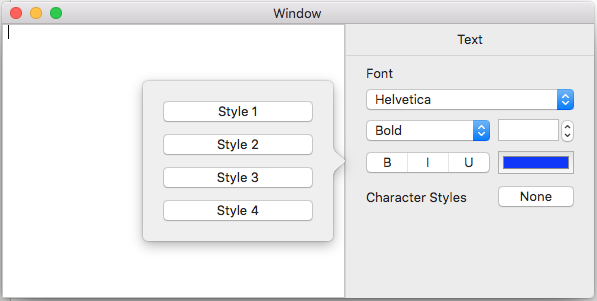 Window
Text
Font
Helvetica
Bold
B I U
Character Styles None
Style 1
Style 2
Style 3
Style 4